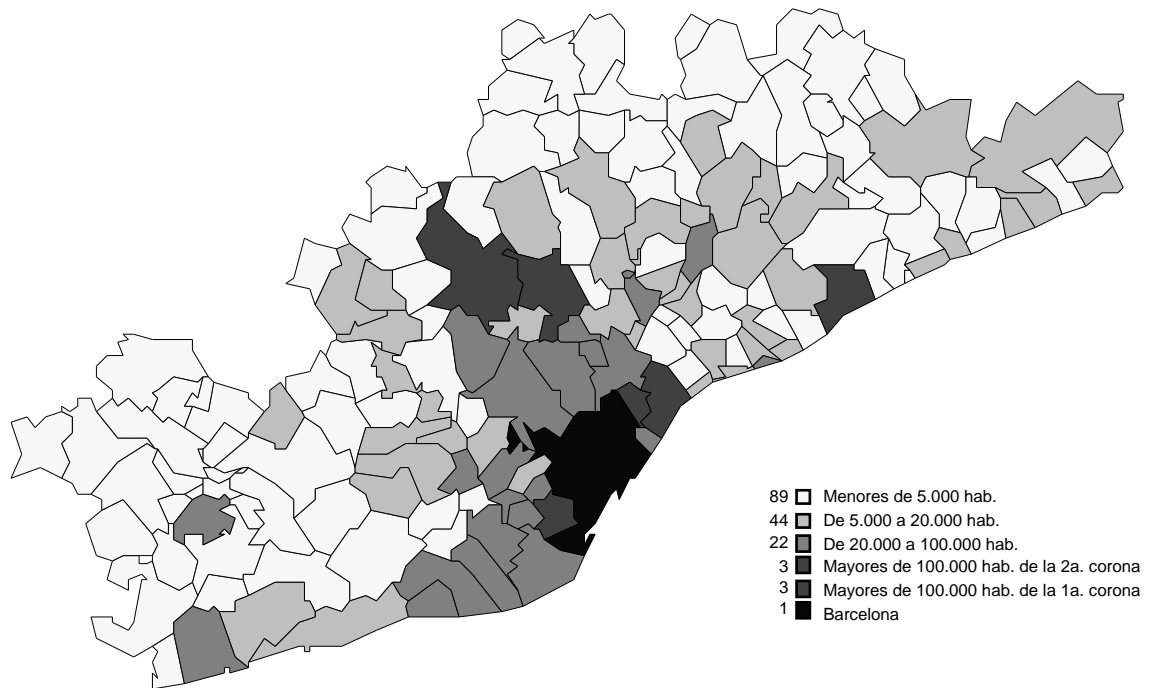 89 Menores de 5.000 hab.
44 De 5.000 a 20.000 hab.
22 De 20.000 a 100.000 hab.
3 Mayores de 100.000 hab. de la 2a. corona
3 Mayores de 100.000 hab. de la 1a. corona
1 Barcelona